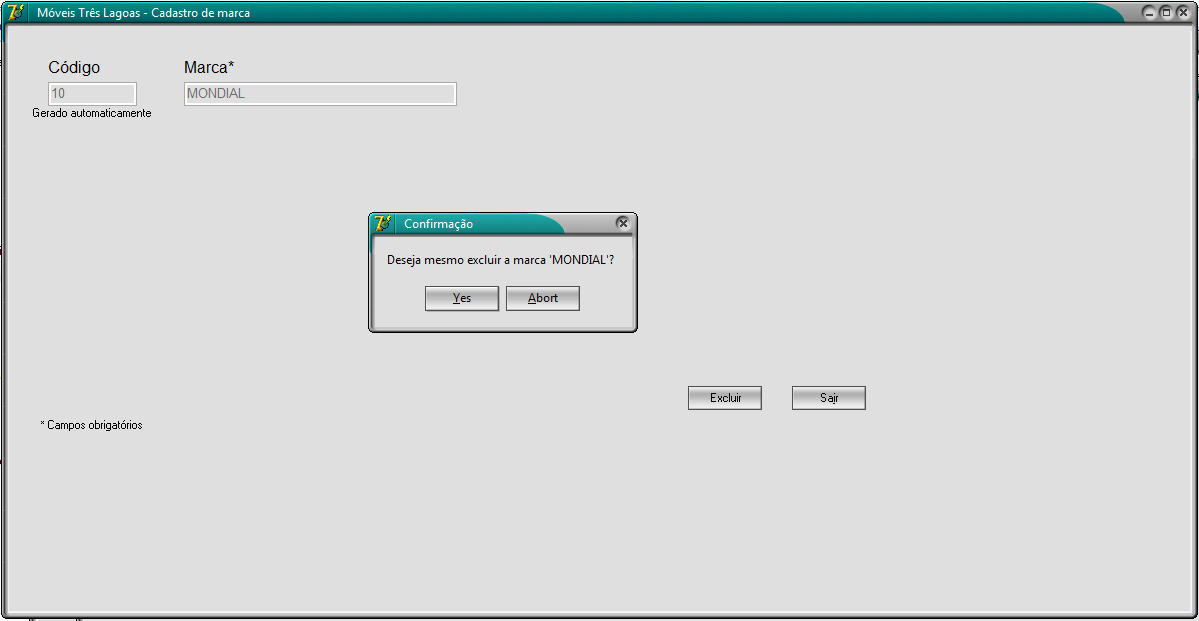 Móveis Três Lagoas - Cadastro de marca
Código Marca*
10 MONDIAL
Gerado automaticamente
Confirmação
Deseja mesmo excluir a marca 'MONDIAL'?
Yes Abort
Excluir Sair
* Campos obrigatórios